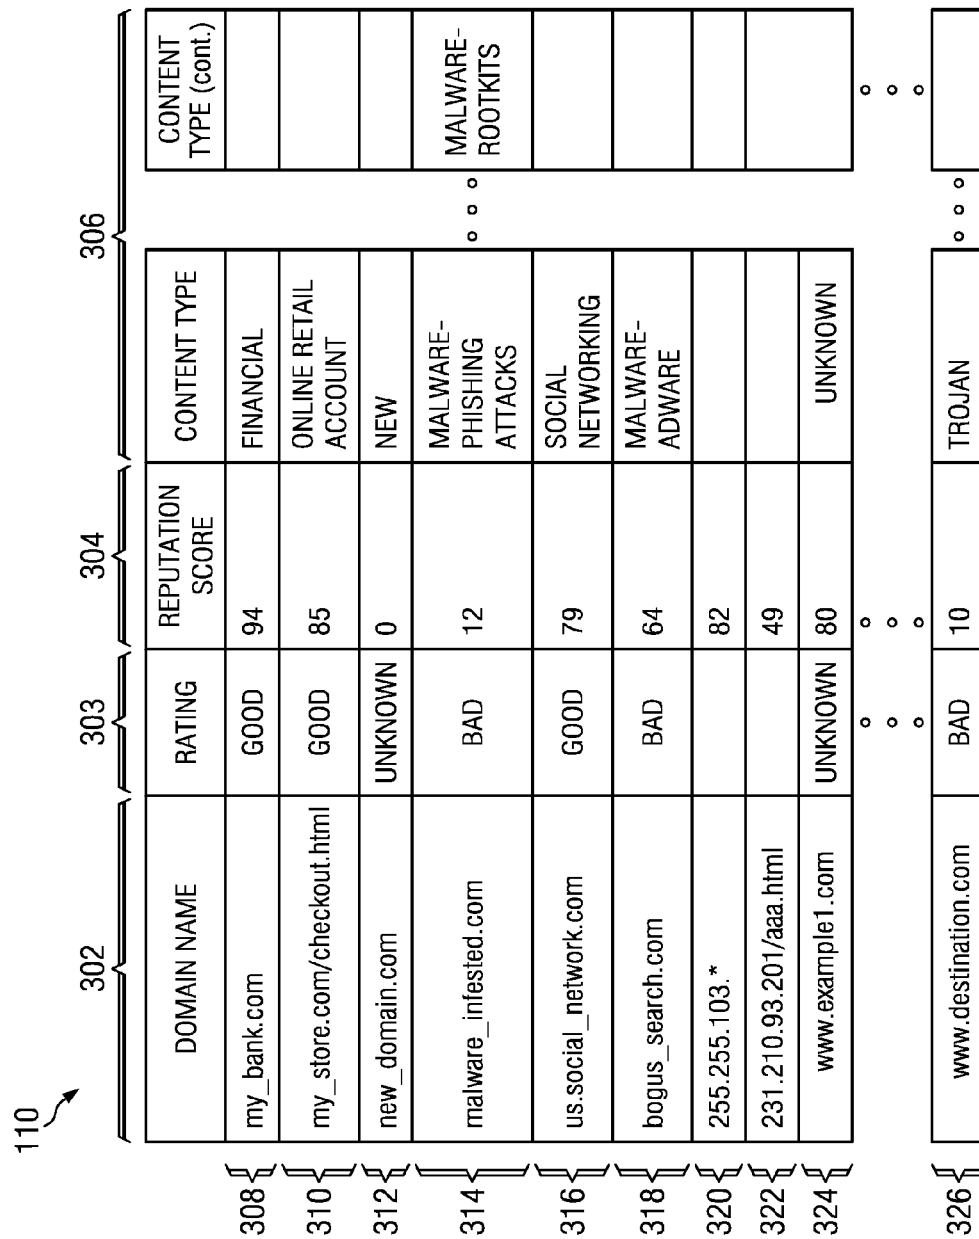 110
302 303 304 306
DOMAIN NAME RATING REPUTATION SCORE CONTENT TYPE CONTENT TYPE (cont.)
308 my_bank.com GOOD 94 FINANCIAL
310 my_store.com/checkout.html GOOD 85 ONLINE RETAIL ACCOUNT
312 new_domain.com UNKNOWN 0 NEW
314 malware_infested.com BAD 12 MALWARE-PHISHING ATTACKS MALWARE-ROOTKITS
316 us.social_network.com GOOD 79 SOCIAL NETWORKING
318 bogus_search.com BAD 64 MALWARE-ADWARE
320 255.255.103.* 82
322 231.210.93.201/aaa.html 49
324 www.example1.com UNKNOWN 80 UNKNOWN
326 www.destination.com BAD 10 TROJAN